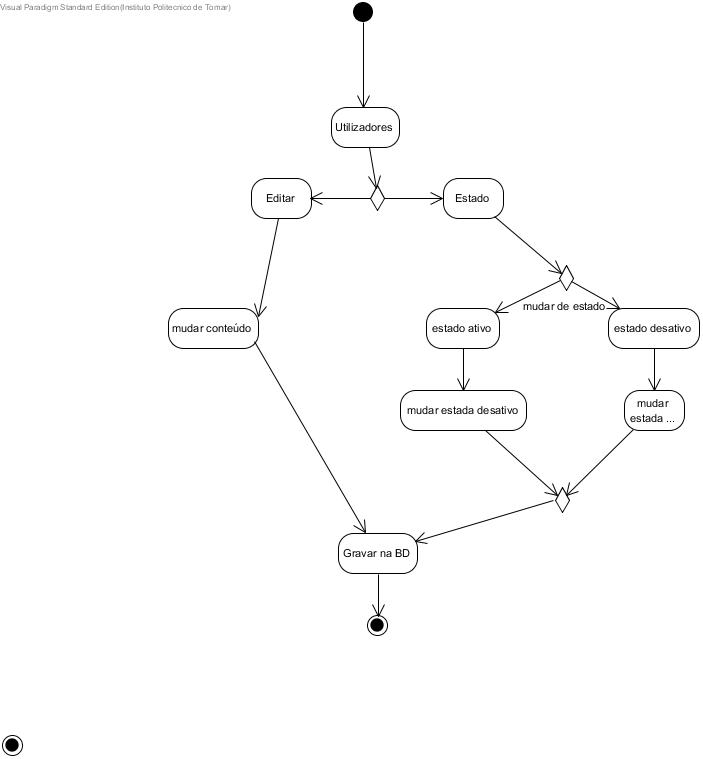 Visual Paradigm Standard Edition(Instituto Politecnico de Tomar)
Utilizadores
Editar
Estado
mudar de estado
mudar conteúdo
estado ativo
estado desativo
mudar estada desativo
mudar
estada ...
Gravar na BD